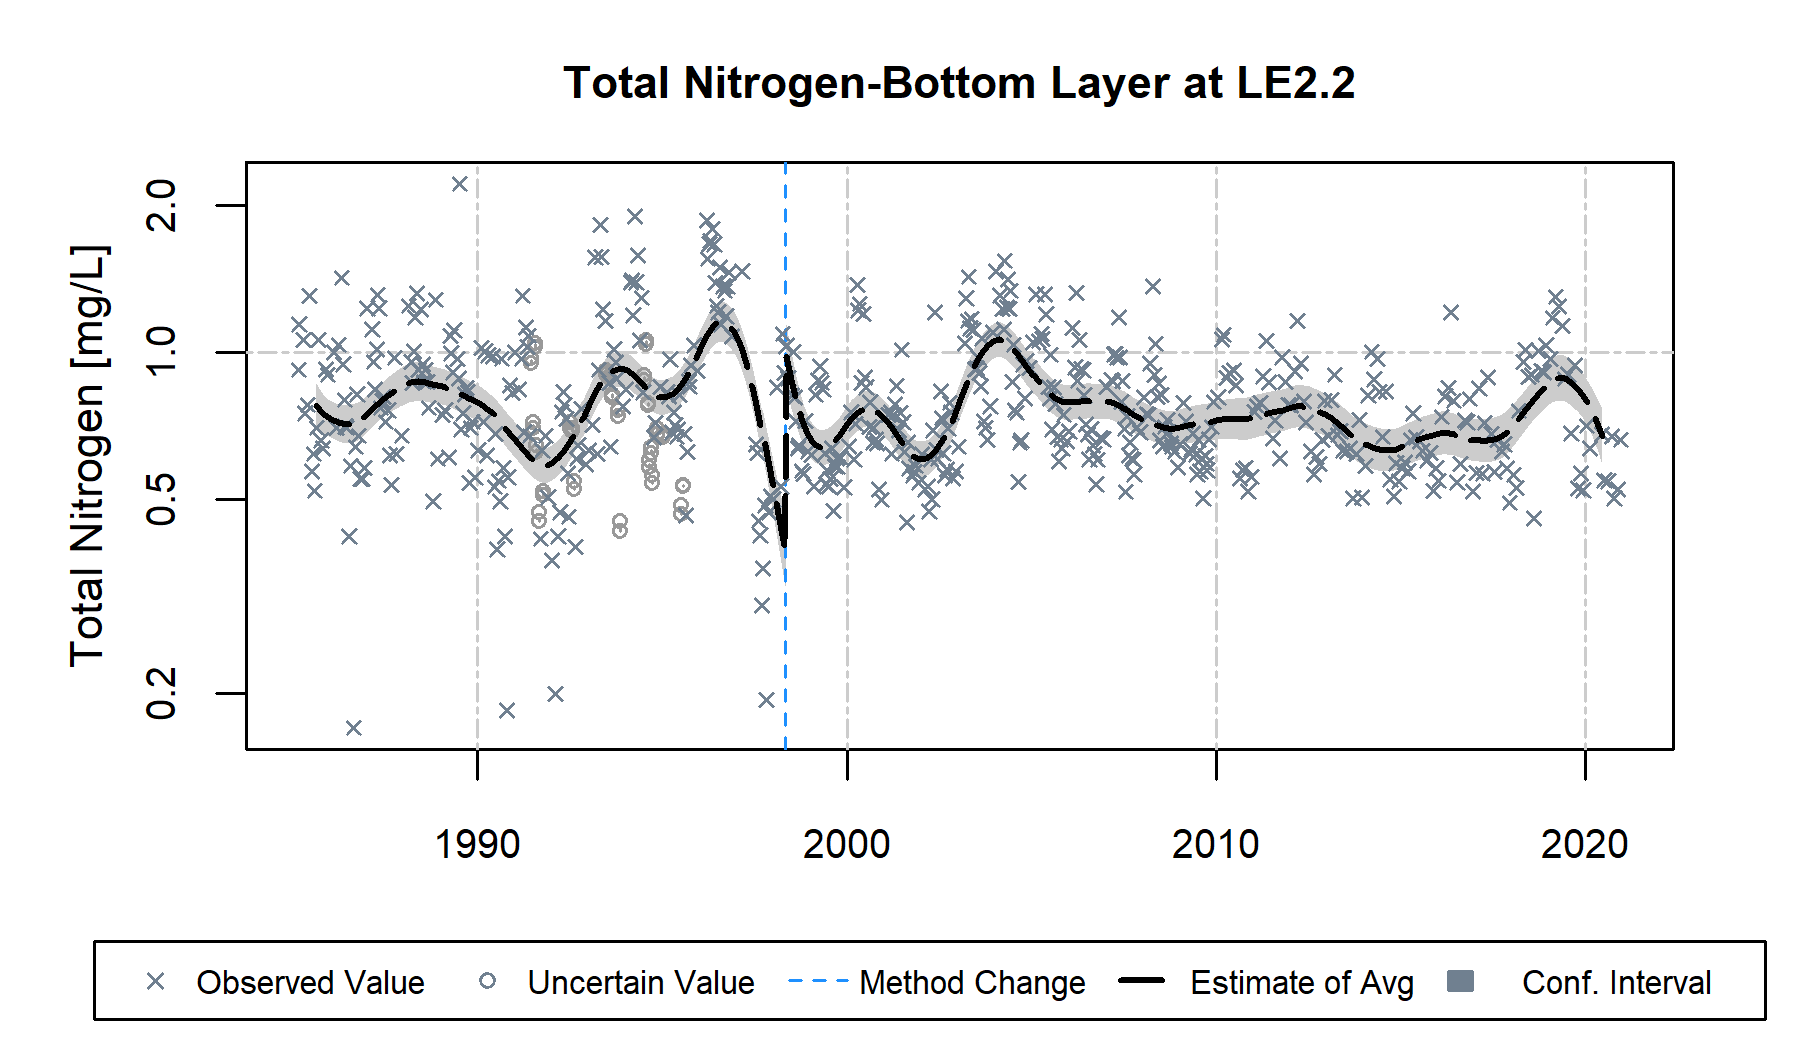 Total Nitrogen-Bottom Layer at LE2.2
Total Nitrogen [mg/L]
2.0
1.0
0.5
0.2
1990 2000 2010 2020
Observed Value Uncertain Value Method Change Estimate of Avg Conf. Interval